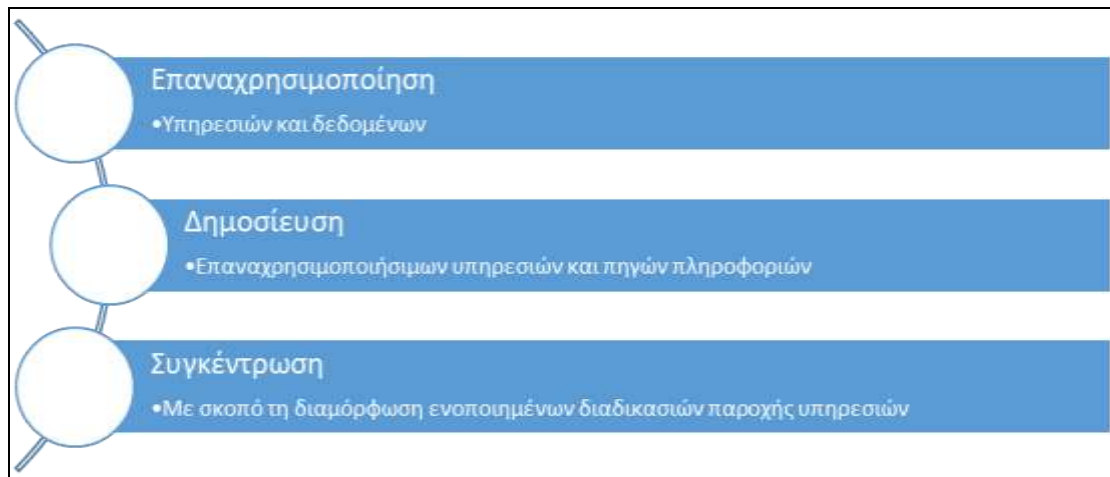 Επαναχρησιμοποίηση
•Υπηρεσιών και δεδομένων
Δημοσίευση
•Επαναχρησιμοποιήσιμων υπηρεσιών και πηγών πληροφοριών
Συγκέντρωση
•Με σκοπό τη διαμόρφωση ενοποιημένων διαδικασιών παροχής υπηρεσιών